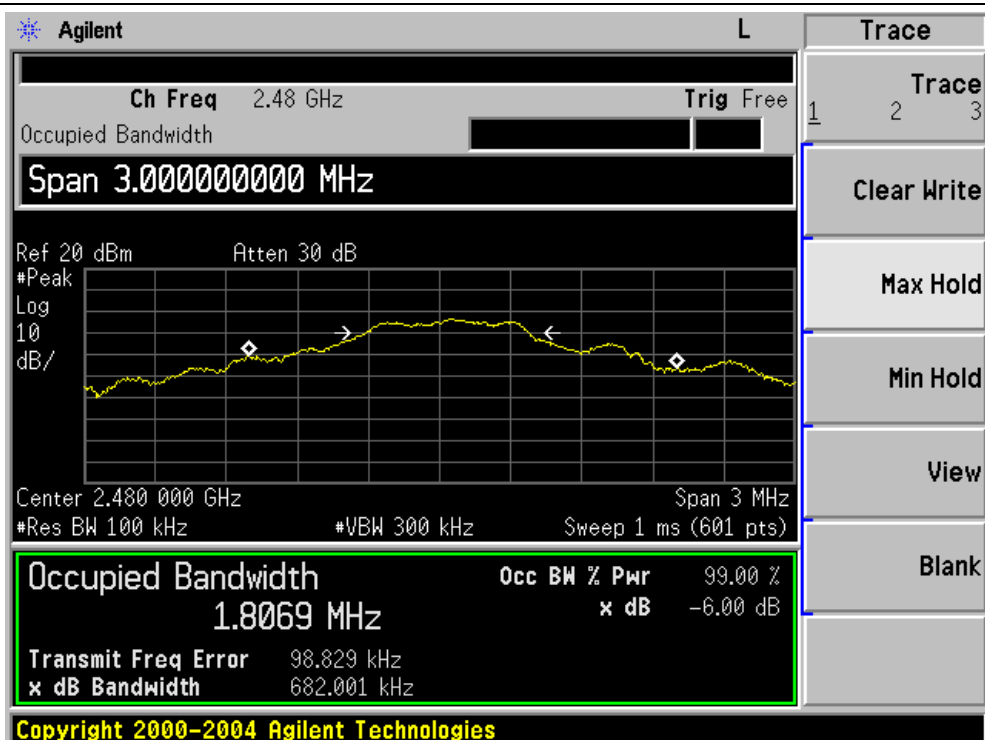 Agilent L Trace
Ch Freq 2.48 GHz Trig Free
Occupied Bandwidth
Trace
1 2 3
Span 3.000000000 MHz
Clear Write
Ref 20 dBm Atten 30 dB
#Peak
Log
10
dB/
Max Hold
Min Hold
View
Center 2.480 000 GHz Span 3 MHz
#Res BW 100 kHz #VBW 300 kHz Sweep 1 ms (601 pts)
Blank
Occupied Bandwidth Occ BW % Pwr 99.00 %
1.8069 MHz x dB -6.00 dB
Transmit Freq Error 98.829 kHz
x dB Bandwidth 682.001 kHz
Copyright 2000-2004 Agilent Technologies